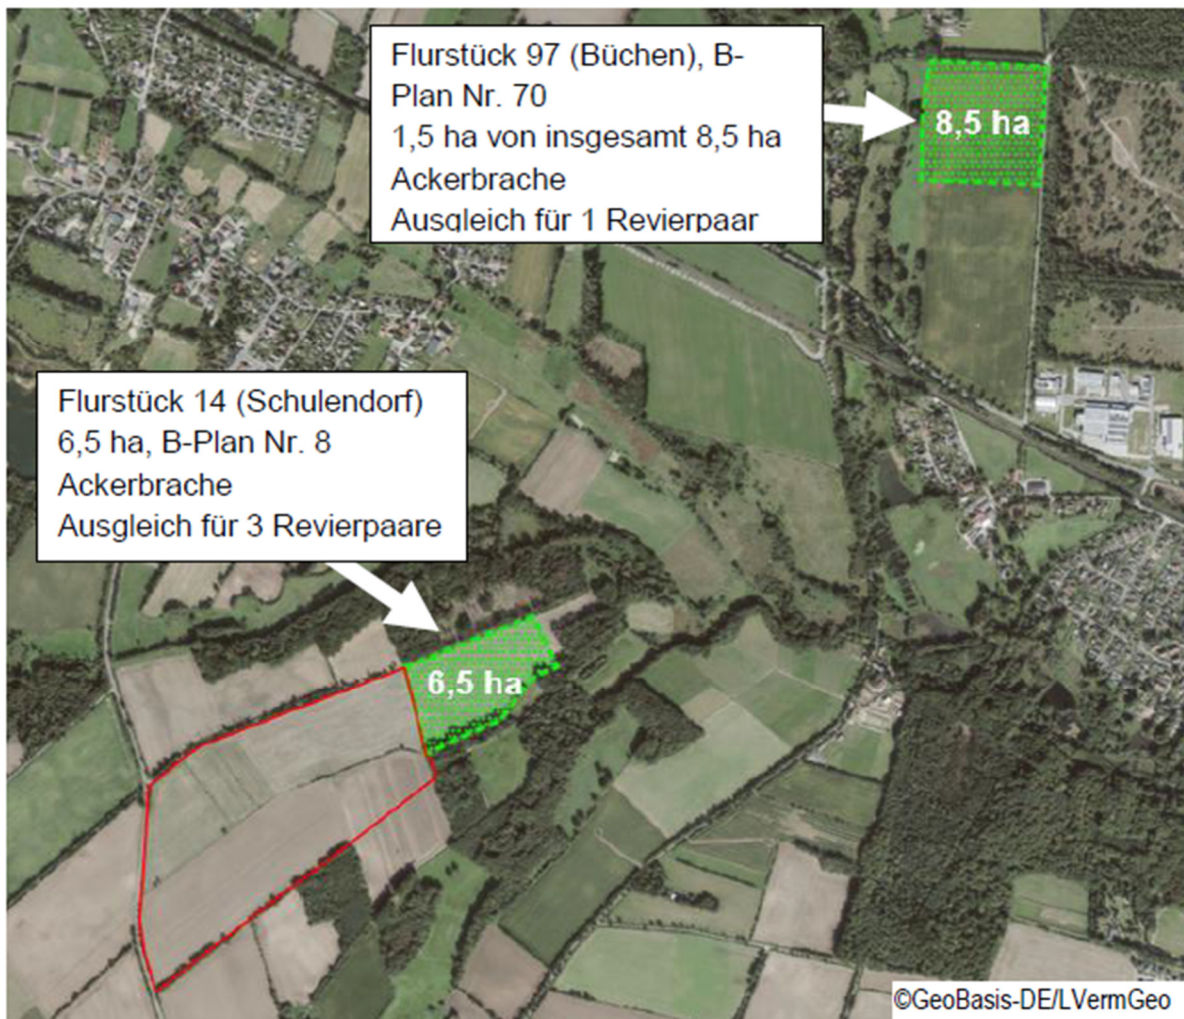 Flurstück 97 (Büchen), B-
Plan Nr. 70
1,5 ha von insgesamt 8,5 ha
Ackerbrache
Ausgleich für 1 Revierpaar
8,5 ha
Flurstück 14 (Schulendorf)
6,5 ha, B-Plan Nr. 8
Ackerbrache
Ausgleich für 3 Revierpaare
6,5 ha
©GeoBasis-DE/LVermGeo